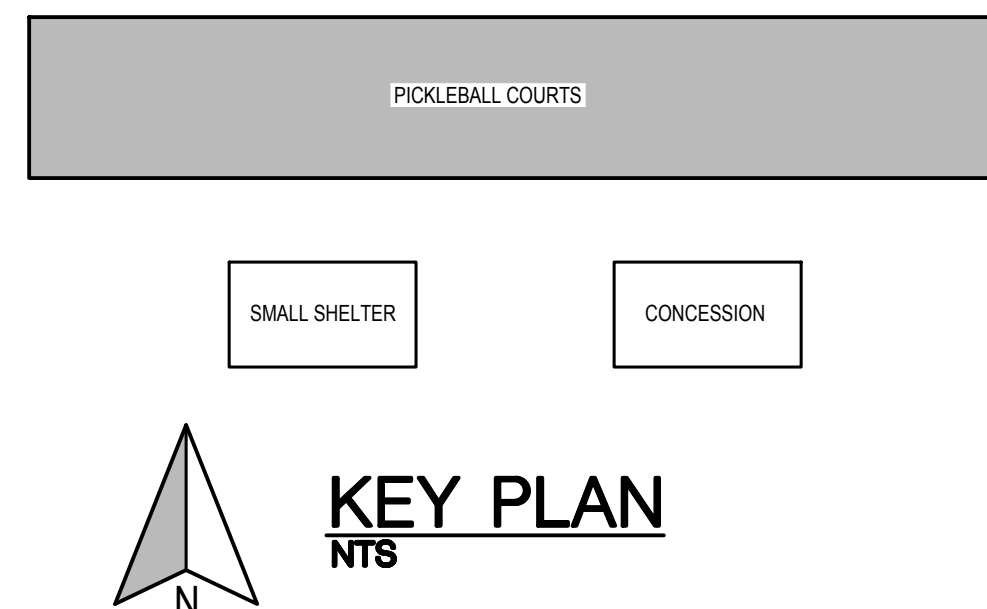 PICKLEBALL COURTS
SMALL SHELTER
CONCESSION
KEY PLAN
NTS
N